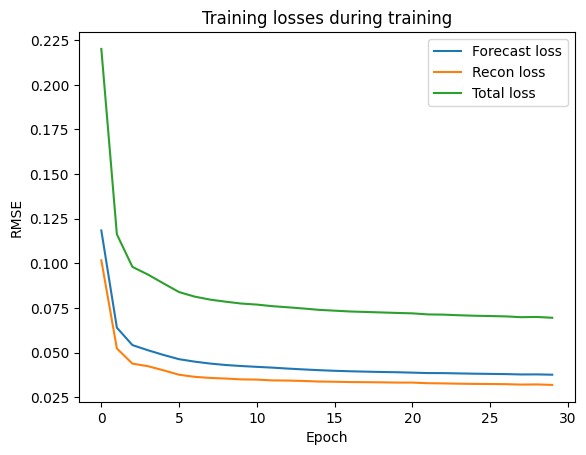 Training losses during training
0.225
0.200
0.175
0.150
0.125
0.100
0.075
0.050
0.025
RMSE
Forecast loss
Recon loss
Total loss
0 5 10 15 20 25 30
Epoch